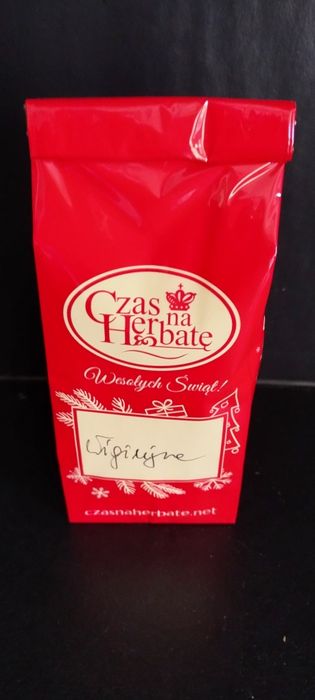 Czas
na
Herbatę
Wesołych Świąt!
Wigilijne
czasnaherbate.net